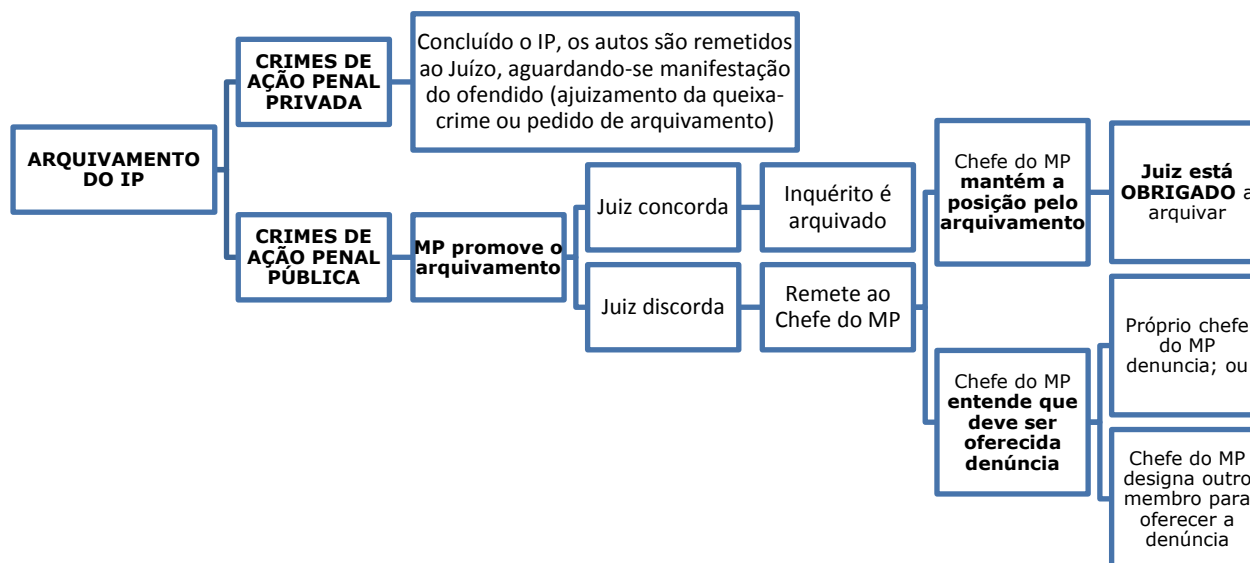 ARQUIVAMENTO
DO IP
CRIMES DE
AÇÃO PENAL
PRIVADA
Concluído o IP, os autos são remetidos
ao Juízo, aguardando-se manifestação
do ofendido (ajuizamento da queixa-
crime ou pedido de arquivamento)
CRIMES DE
AÇÃO PENAL
PÚBLICA
MP promove o
arquivamento
Juiz concorda
Inquérito é
arquivado
Juiz discorda
Remete ao
Chefe do MP
Chefe do MP
mantém a
posição pelo
arquivamento
Juiz está
OBRIGADO a
arquivar
Chefe do MP
entende que
deve ser
oferecida
denúncia
Próprio chefe
do MP
denuncia; ou
Chefe do MP
designa outro
membro para
oferecer a
denúncia